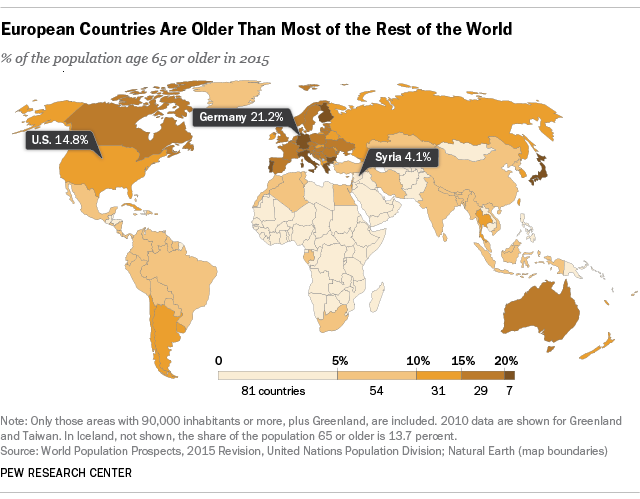 European Countries Are Older Than Most of the Rest of the World
% of the population age 65 or older in 2015
Germany 21.2%
U.S. 14.8%
Syria 4.1%
0 5% 10% 15% 20%
81 countries 54 31 29 7
Note: Only those areas with 90,000 inhabitants or more, plus Greenland, are included. 2010 data are shown for Greenland
and Taiwan. In Iceland, not shown, the share of the population 65 or older is 13.7 percent.
Source: World Population Prospects, 2015 Revision, United Nations Population Division; Natural Earth (map boundaries)
PEW RESEARCH CENTER